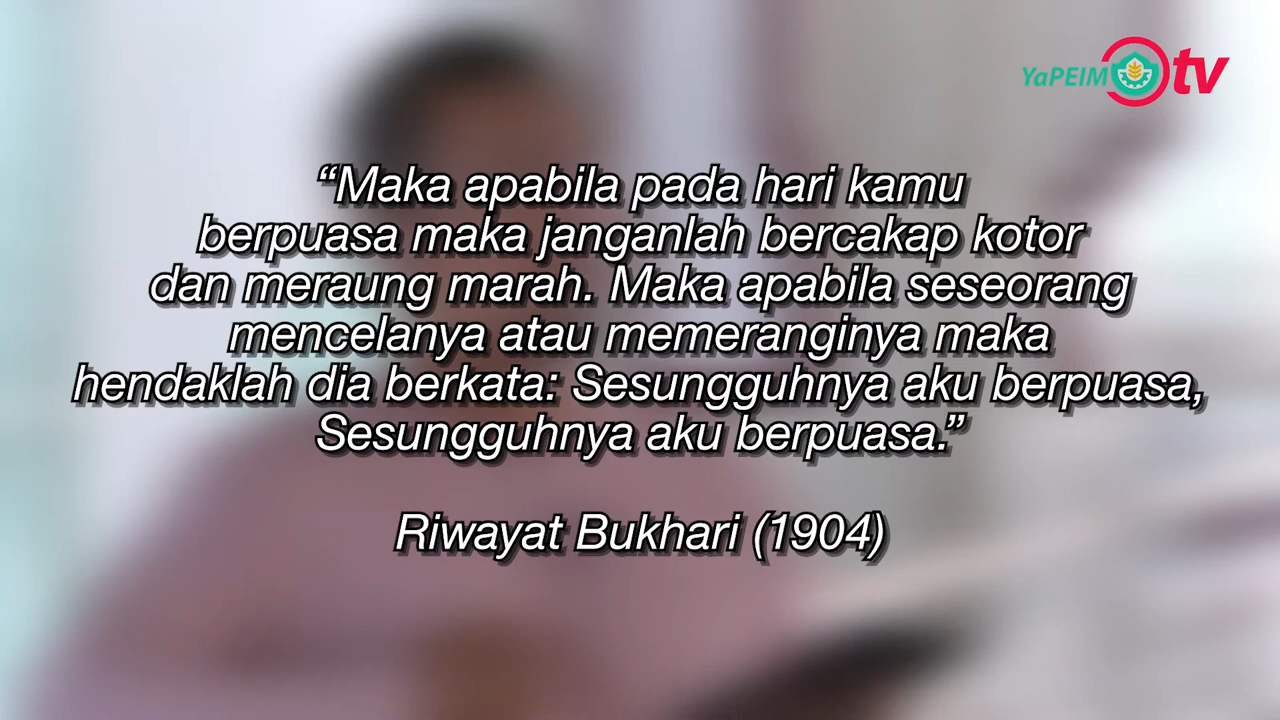 YaPEIM tv
“Maka apabila pada hari kamu
berpuasa maka janganlah bercakap kotor
dan meraung marah. Maka apabila seseorang
mencelanya atau memeranginya maka
hendaklah dia berkata: Sesungguhnya aku berpuasa,
Sesungguhnya aku berpuasa.”
Riwayat Bukhari (1904)